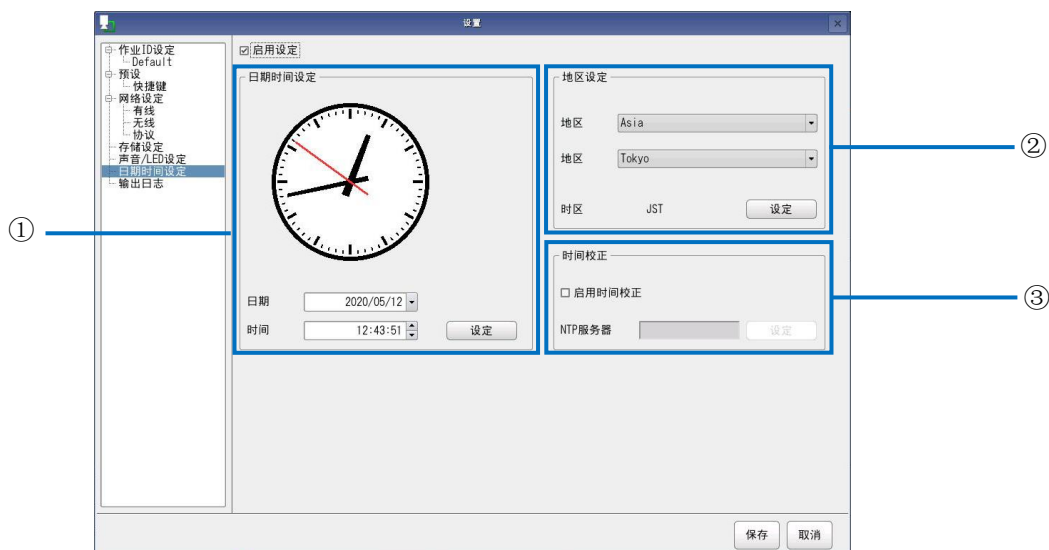 设置
作业ID设定
Default
预设
快捷键
网络设定
有线
无线
协议
存储设定
声音/LED设定
日期时间设定
输出日志
启用设定
日期时间设定
日期 2020/05/12
时间 12:43:51 设定
地区设定
地区 Asia
地区 Tokyo
时区 JST 设定
时间校正
启用时间校正
NTP服务器 设定
保存 取消
①
②
③